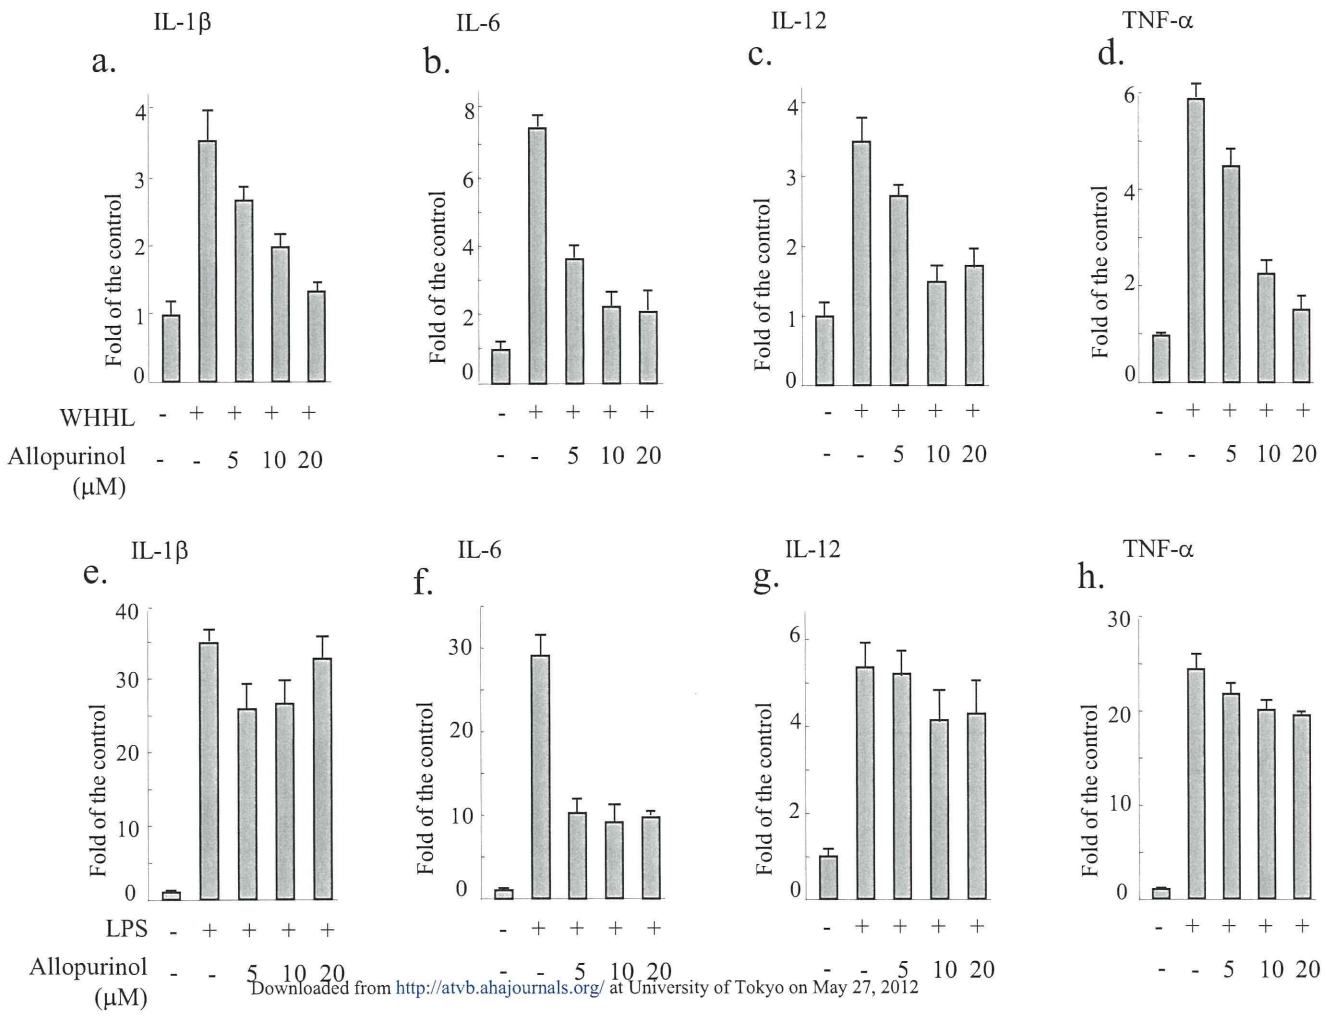 IL-1β IL-6 IL-12 TNF-α
a. b. c. d.
Fold of the control Fold of the control Fold of the control Fold of the control
4 8 4 6
3 6 3 4
2 4 2 2
1 2 1 0
0 0 0
WHHL - + + + + - + + + + - + + + + - + + + +
Allopurinol - - 5 10 20 - - 5 10 20 - - 5 10 20 - - 5 10 20
(μM)
IL-1β IL-6 IL-12 TNF-α
e. f. g. h.
Fold of the control Fold of the control Fold of the control Fold of the control
40 30 6 30
30 20 4 20
20 10 2 10
10 0 0 0
0
LPS - + + + + - + + + + - + + + + - + + + +
Allopurinol - - 5 10 20 - - 5 10 20 - - 5 10 20 - - 5 10 20
(μM)
Downloaded from http://atvb.ahajournals.org/ at University of Tokyo on May 27, 2012